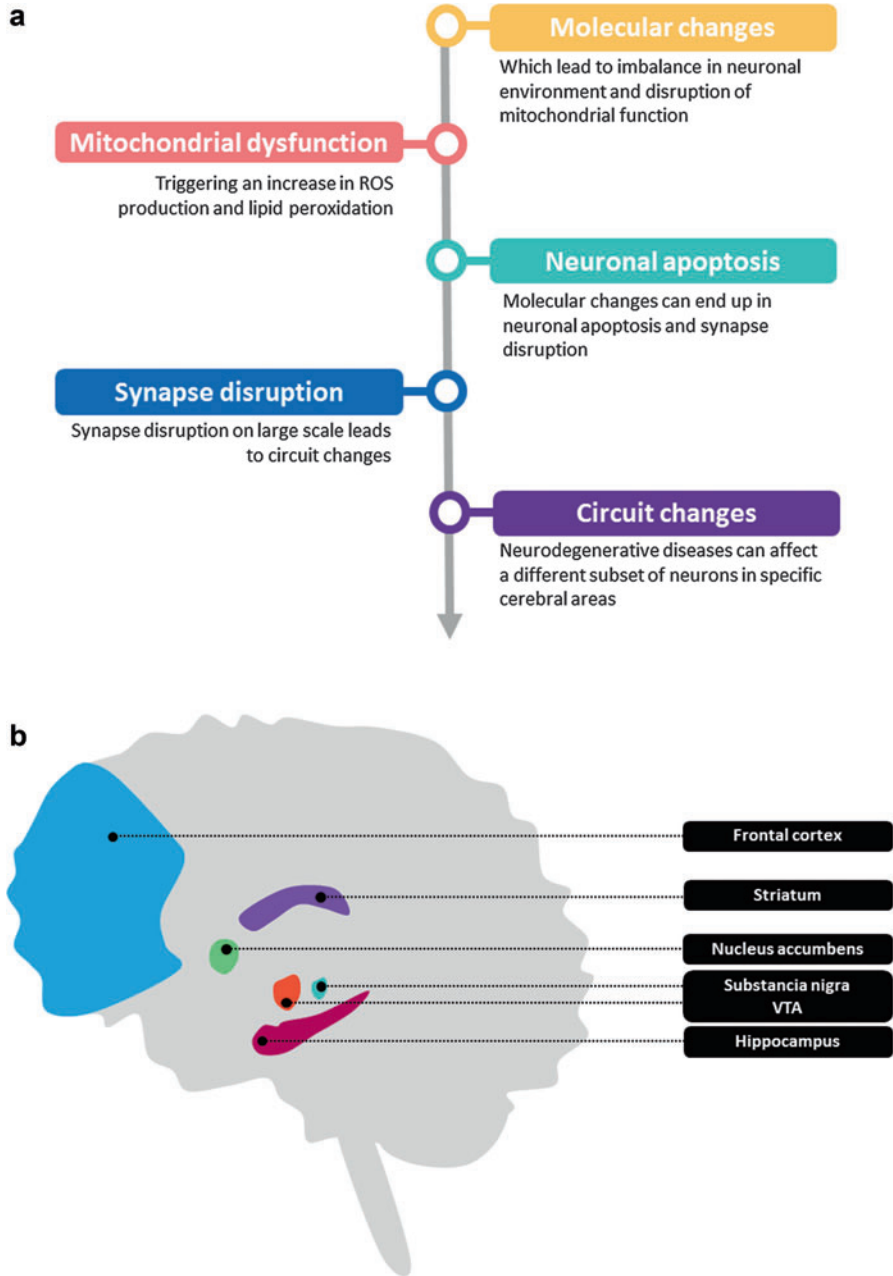 a
Molecular changes
Which lead to imbalance in neuronal
environment and disruption of
mitochondrial function
Mitochondrial dysfunction
Triggering an increase in ROS
production and lipid peroxidation
Neuronal apoptosis
Molecular changes can end up in
neuronal apoptosis and synapse
disruption
Synapse disruption
Synapse disruption on large scale leads
to circuit changes
Circuit changes
Neurodegenerative diseases can affect
a different subset of neurons in specific
cerebral areas
b
Frontal cortex
Striatum
Nucleus accumbens
Substancia nigra
VTA
Hippocampus